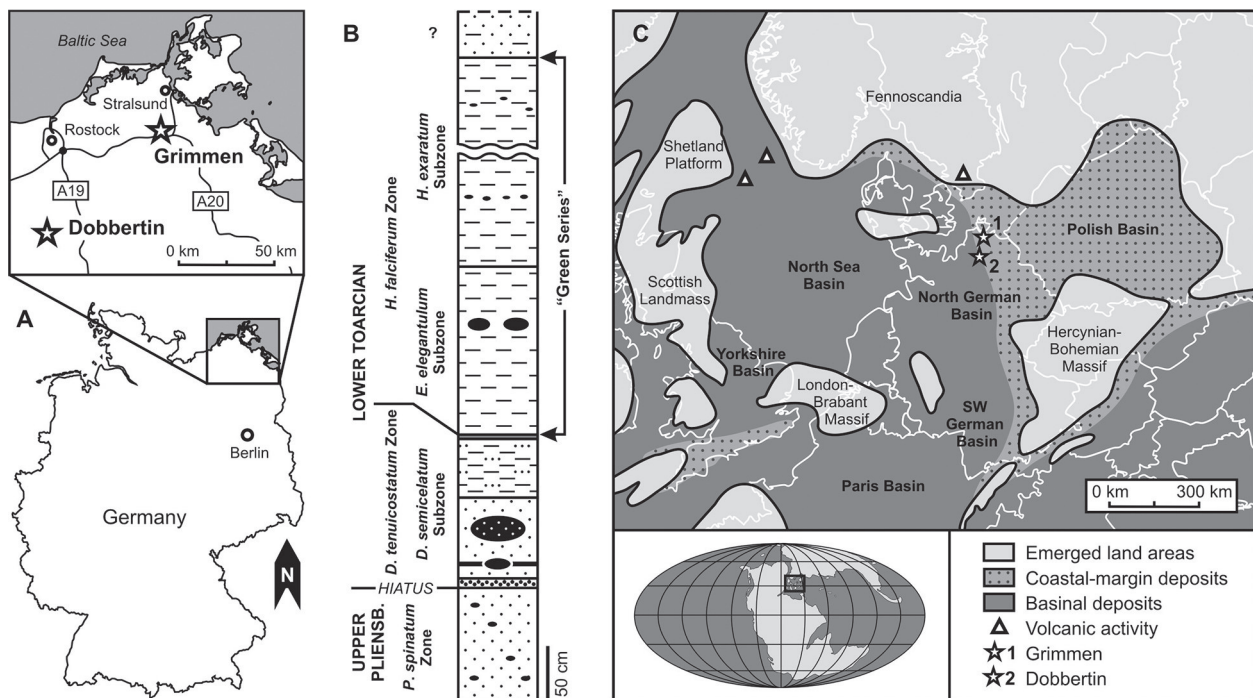 Baltic Sea
Stralsund
Rostock
Grimmen
A19
A20
Dobbertin
0 km
50 km
A
Berlin
Germany
N
B
?
LOWER TOARCIAN
H. falciferum Zone
H. exaratum
Subzone
E. elegantulum
Subzone
"Green Series"
D. tenuicostatum Zone
D. semicelatum
Subzone
HIATUS
UPPER
PLIENSB.
P. spinatum
Zone
50 cm
C
Fennoscandia
Shetland
Platform
1
Polish Basin
2
North Sea
Basin
North German
Basin
Scottish
Landmass
Hercynian-
Bohemian
Massif
Yorkshire
Basin
London-
Brabant
Massif
SW
German
Basin
Paris Basin
0 km
300 km
Emerged land areas
Coastal-margin deposits
Basinal deposits
Volcanic activity
1 Grimmen
2 Dobbertin